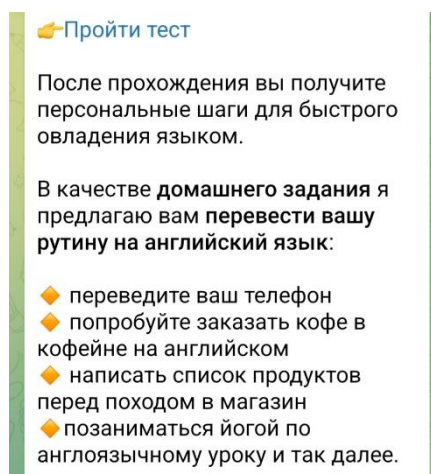 👉Пройти тест
После прохождения вы получите
персональные шаги для быстрого
овладения языком.
В качестве домашнего задания я
предлагаю вам перевести вашу
рутину на английский язык:
🔸 переведите ваш телефон
🔸 попробуйте заказать кофе в
кофейне на английском
🔸 написать список продуктов
перед походом в магазин
🔸позаниматься йогой по
англоязычному уроку и так далее.